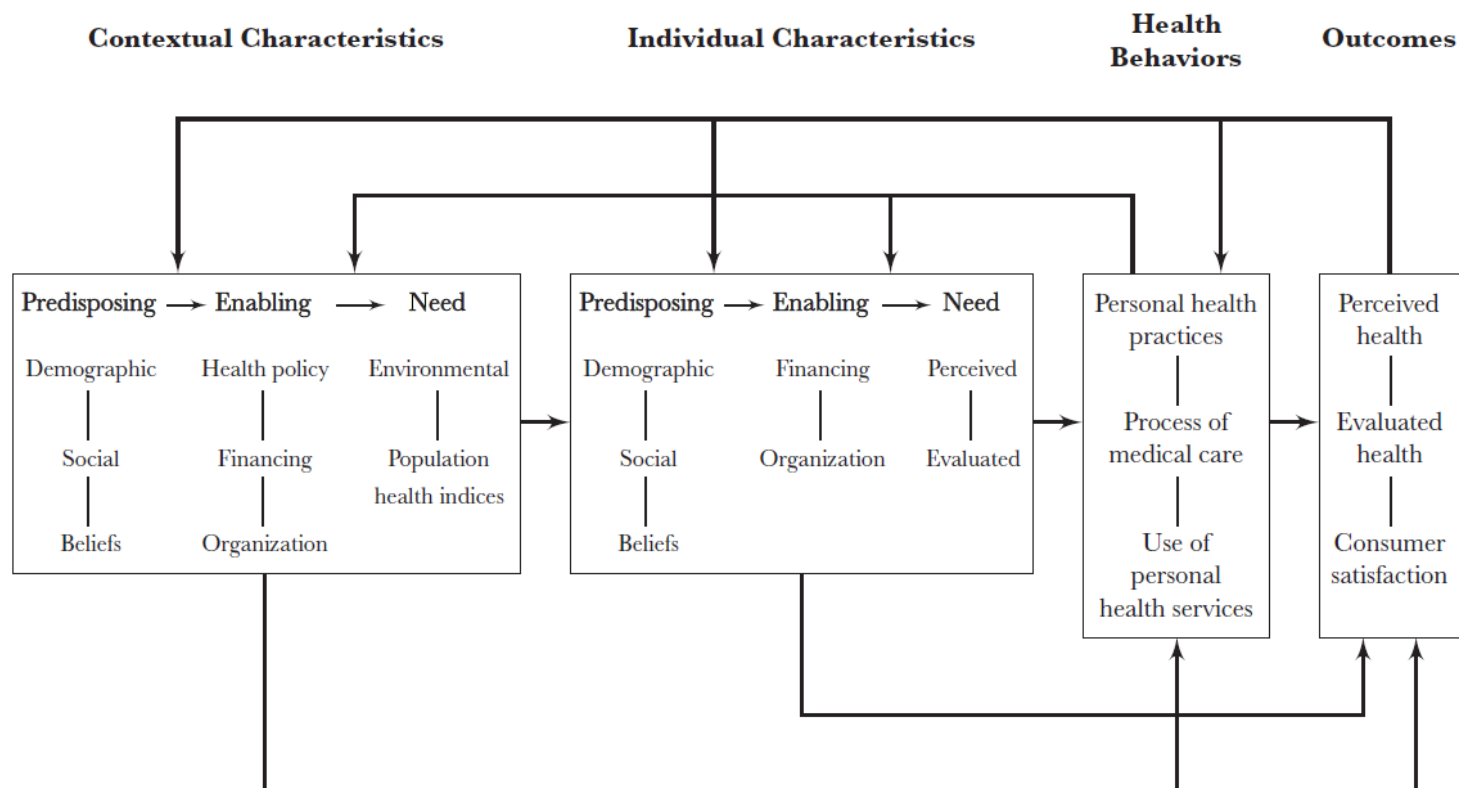 Contextual Characteristics
Individual Characteristics
Health
Behaviors
Outcomes
Predisposing
Enabling
Need
Demographic
Health policy
Environmental
Social
Financing
Population
health indices
Beliefs
Organization
Predisposing
Enabling
Need
Demographic
Financing
Perceived
Social
Organization
Evaluated
Beliefs
Personal health
practices
Process of
medical care
Use of
personal
health services
Perceived
health
Evaluated
health
Consumer
satisfaction